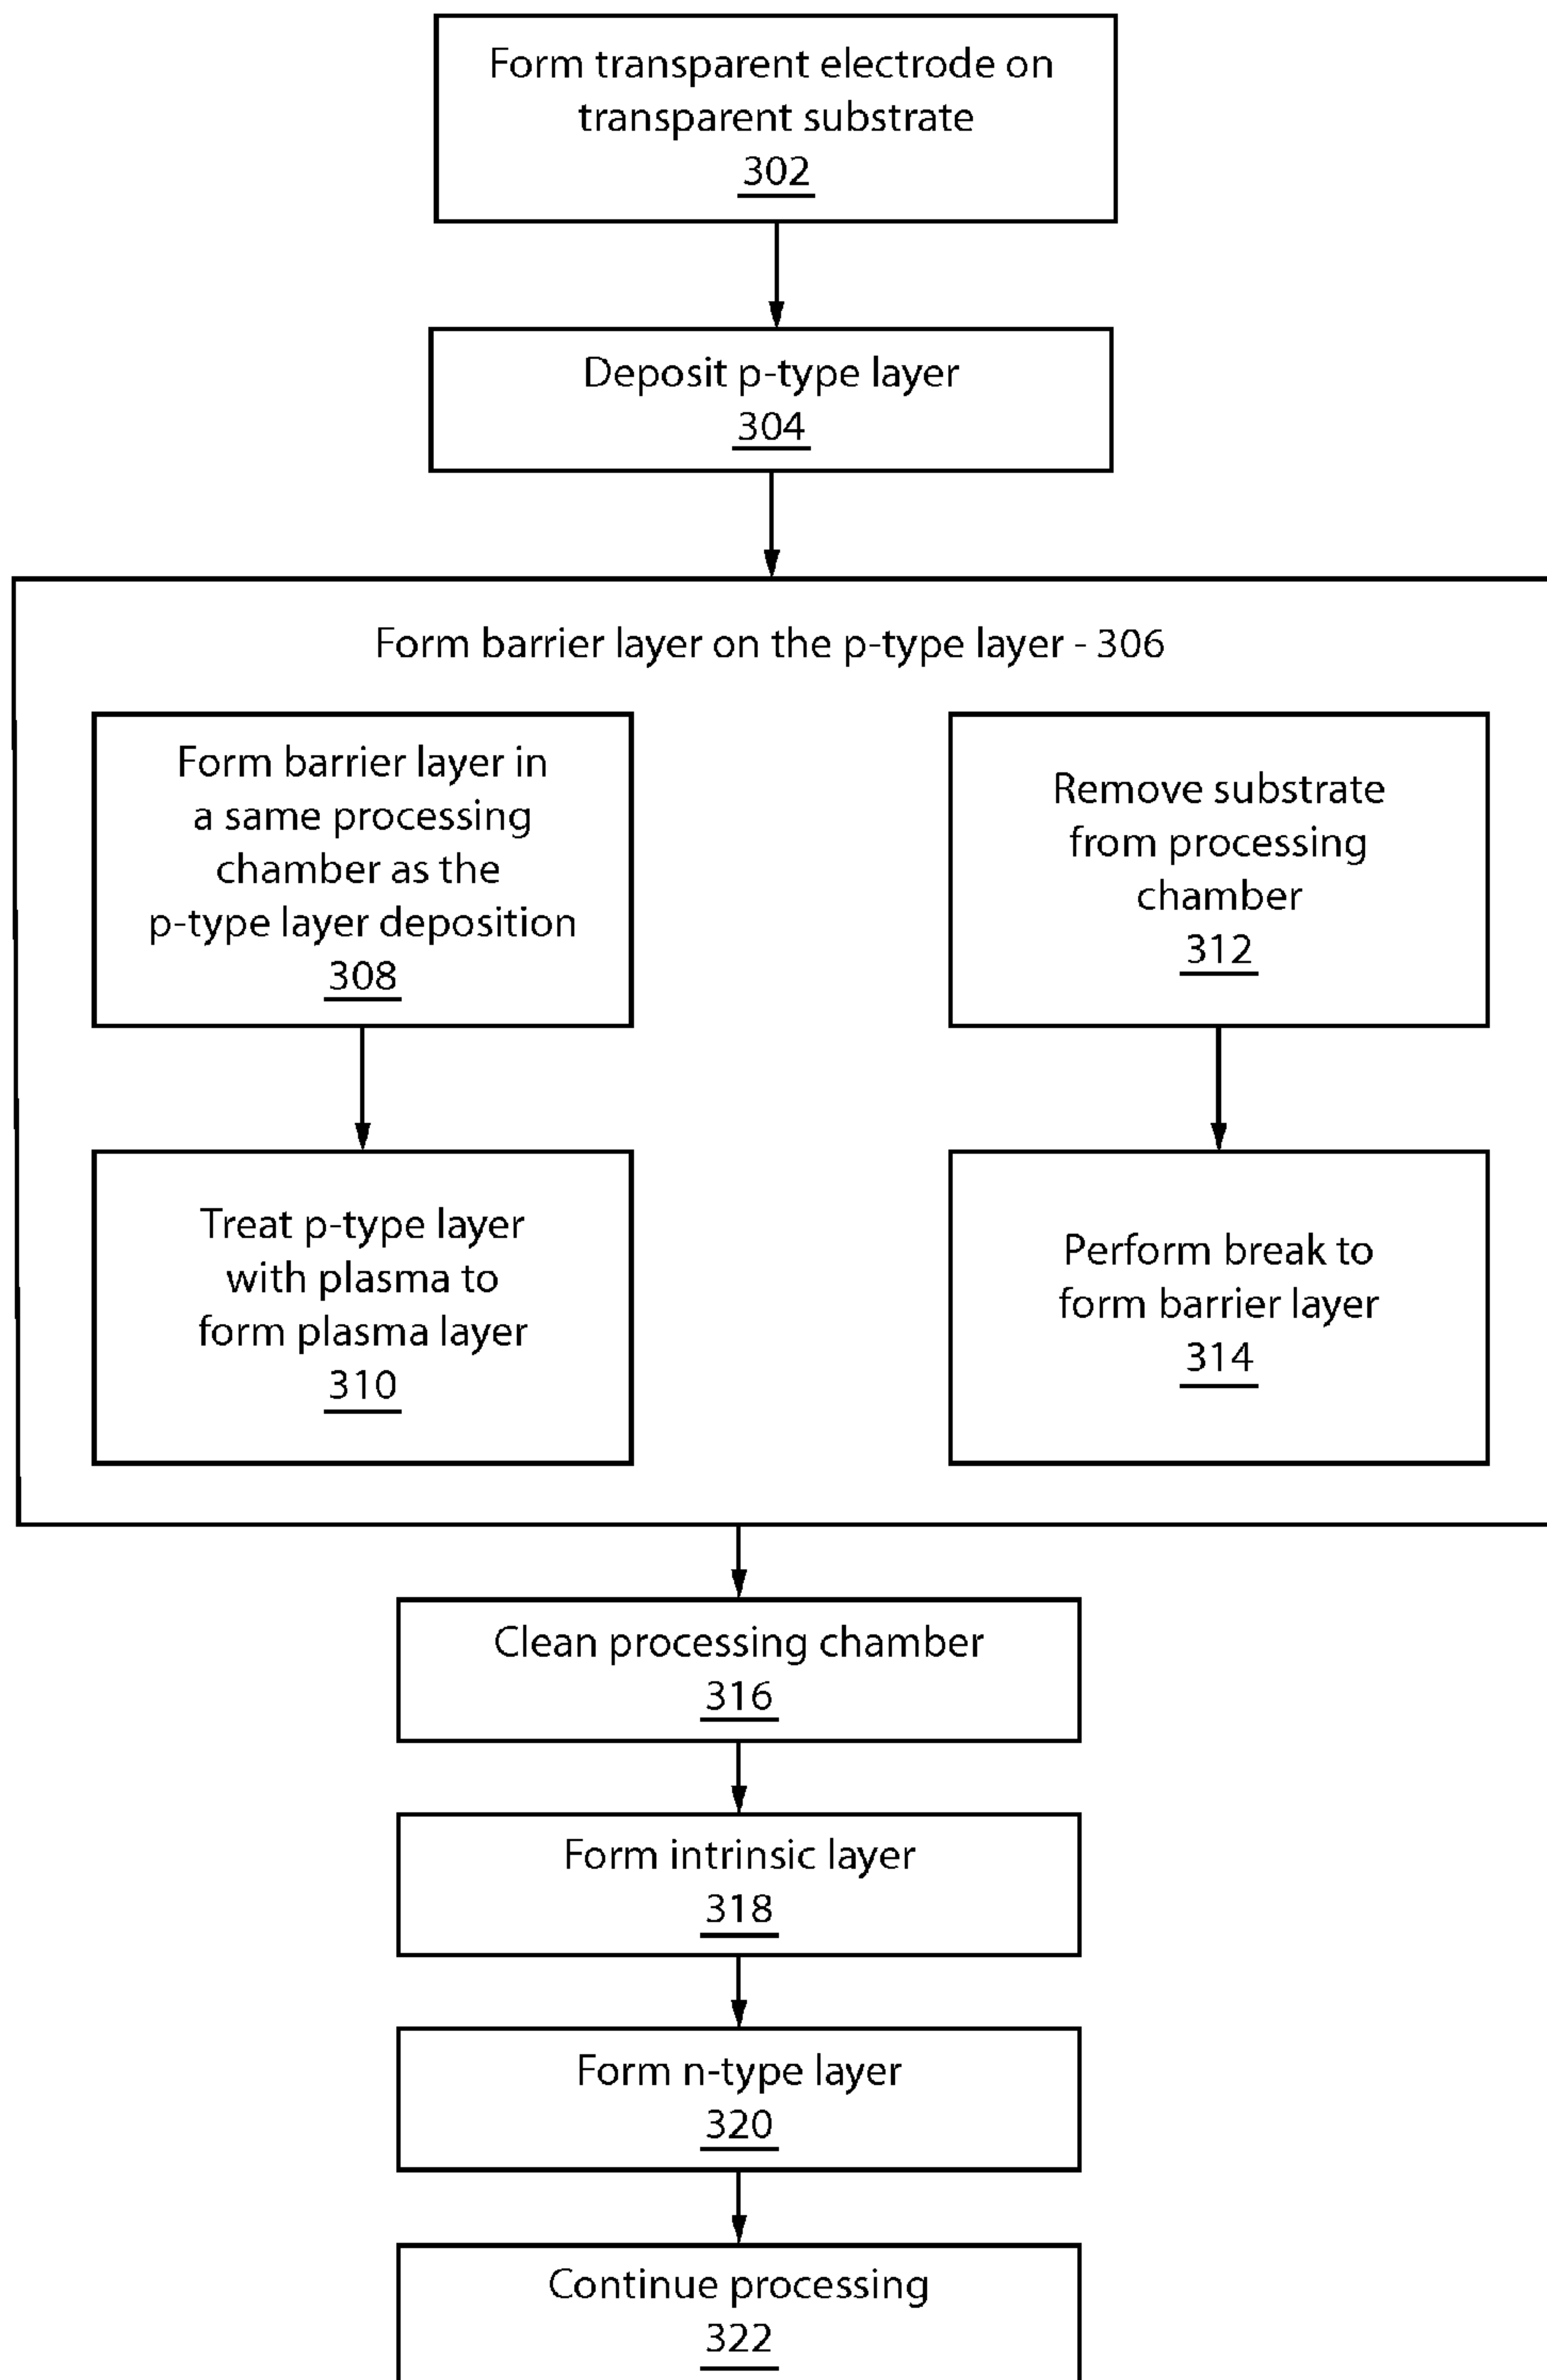 Form transparent electrode on
transparent substrate
302
Deposit p-type layer
304
Form barrier layer on the p-type layer - 306
Form barrier layer in
a same processing
chamber as the
p-type layer deposition
308
Treat p-type layer
with plasma to
form plasma layer
310
Remove substrate
from processing
chamber
312
Perform break to
form barrier layer
314
Clean processing chamber
316
Form intrinsic layer
318
Form n-type layer
320
Continue processing
322